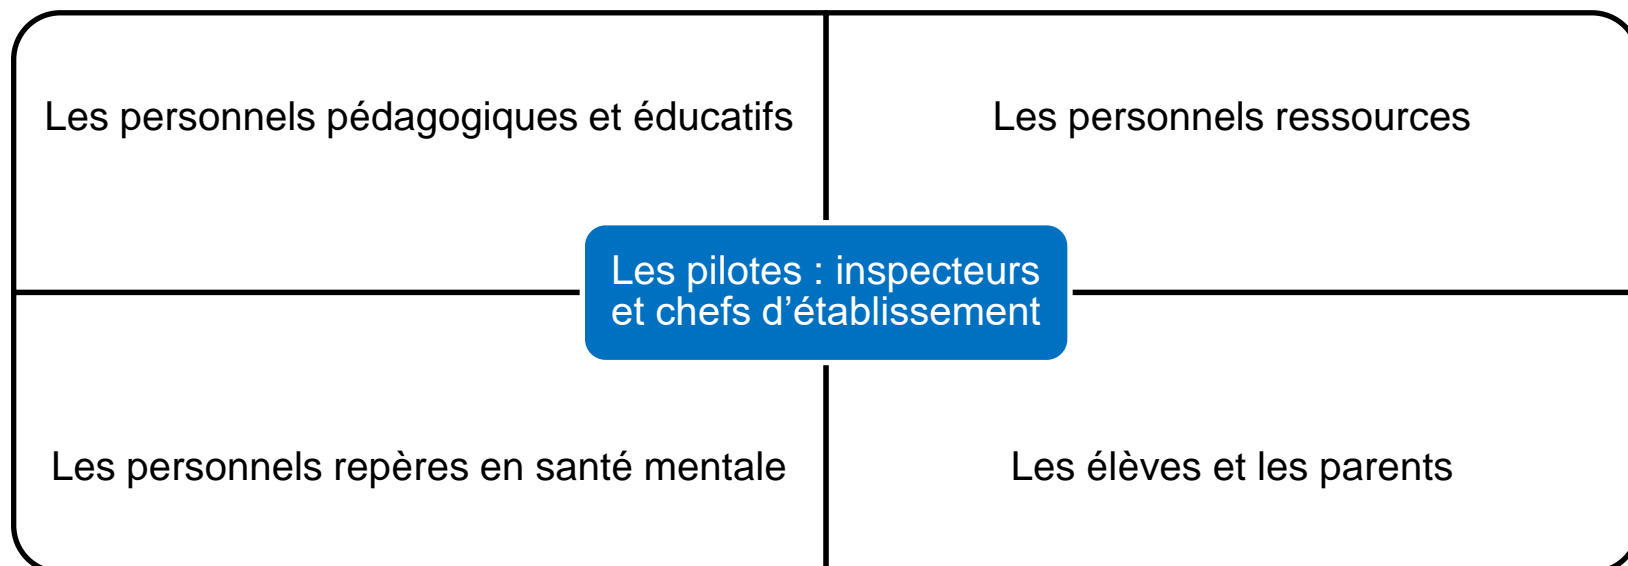 Les personnels pédagogiques et éducatifs
Les personnels ressources
Les pilotes : inspecteurs
et chefs d’établissement
Les personnels repères en santé mentale
Les élèves et les parents